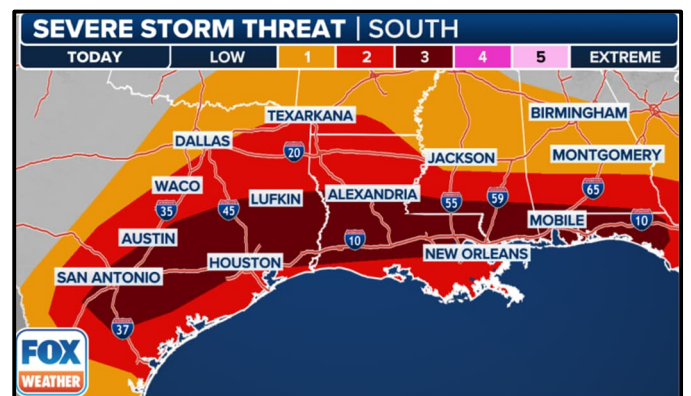 SEVERE STORM THREAT | SOUTH
TODAY LOW 1 2 3 4 5 EXTREME
TEXARKANA
BIRMINGHAM
DALLAS
20
JACKSON
MONTGOMERY
WACO
LUFKIN
ALEXANDRIA
35
45
55
59
65
AUSTIN
10
MOBILE
10
SAN ANTONIO
HOUSTON
NEW ORLEANS
37
FOX
WEATHER